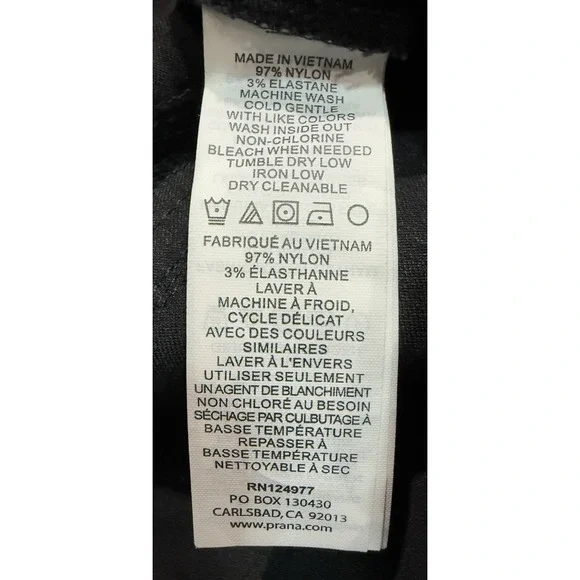 MADE IN VIETNAM
97% NYLON
3% ELASTANE
MACHINE WASH
COLD GENTLE
WITH LIKE COLORS
WASH INSIDE OUT
NON-CHLORINE
BLEACH WHEN NEEDED
TUMBLE DRY LOW
IRON LOW
DRY CLEANABLE
FABRIQUÉ AU VIETNAM
97% NYLON
3% ÉLASTHANNE
LAVER À
MACHINE À FROID,
CYCLE DÉLICAT
AVEC DES COULEURS
SIMILAIRES
LAVER À L'ENVERS
UTILISER SEULEMENT
UN AGENT DE BLANCHIMENT
NON CHLORÉ AU BESOIN
SÉCHAGE PAR CULBUTAGE À
BASSE TEMPÉRATURE
REPASSER À
BASSE TEMPÉRATURE
NETTOYABLE À SEC
RN124977
PO BOX 130430
CARLSBAD, CA 92013
www.prana.com